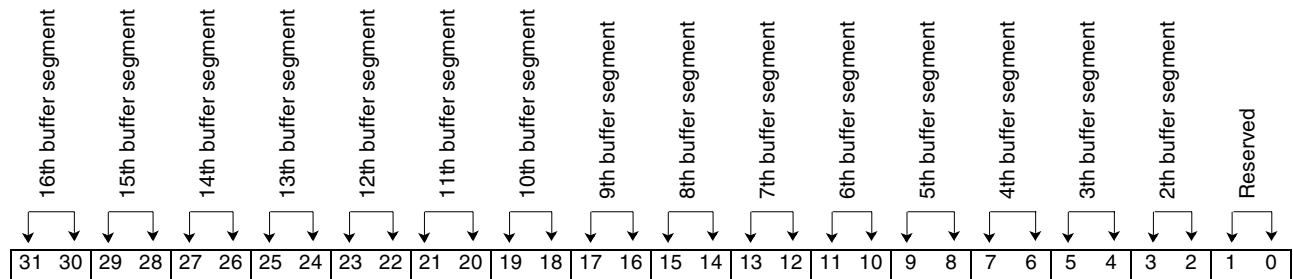 16th buffer segment
15th buffer segment
14th buffer segment
13th buffer segment
12th buffer segment
11th buffer segment
10th buffer segment
9th buffer segment
8th buffer segment
7th buffer segment
6th buffer segment
5th buffer segment
4th buffer segment
3th buffer segment
2th buffer segment
Reserved
31 30 29 28 27 26 25 24 23 22 21 20 19 18 17 16 15 14 13 12 11 10 9 8 7 6 5 4 3 2 1 0